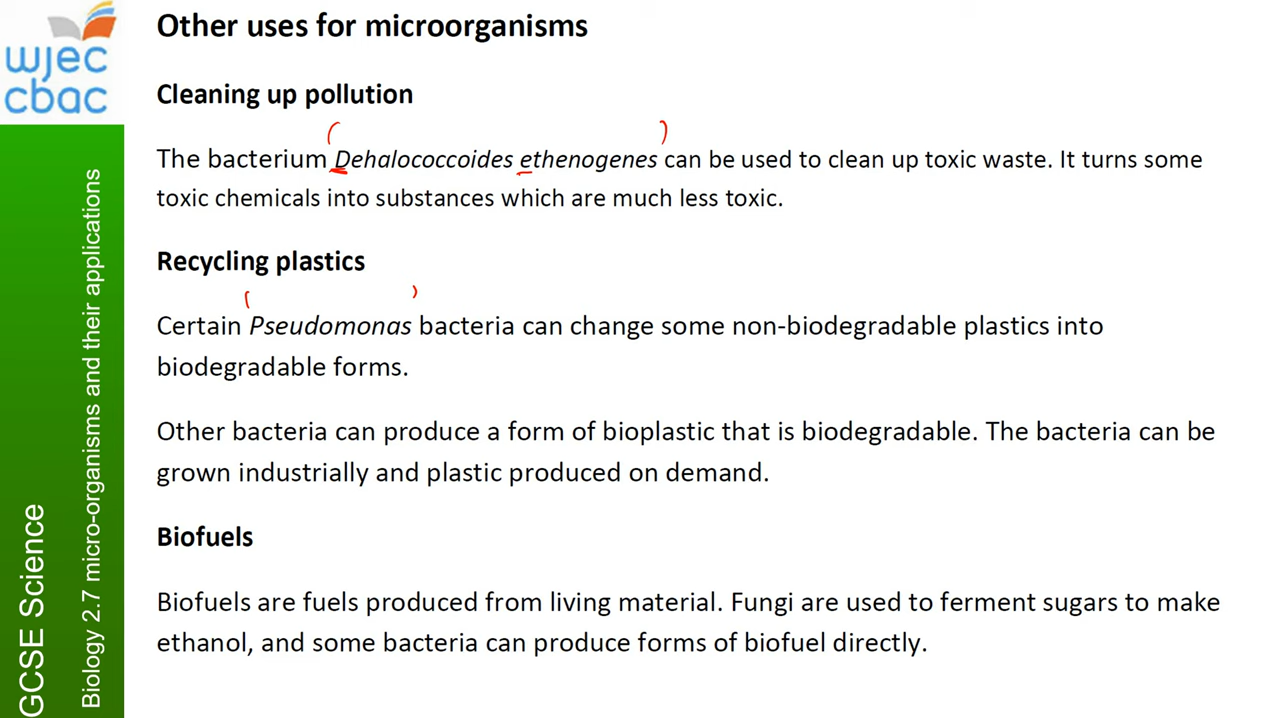 wjec
cbac
GCSE Science
Biology 2.7 micro-organisms and their applications
Other uses for microorganisms
Cleaning up pollution
The bacterium (Dehalococcoides ethenogenes) can be used to clean up toxic waste. It turns some
toxic chemicals into substances which are much less toxic.
Recycling plastics
Certain (Pseudomonas) bacteria can change some non-biodegradable plastics into
biodegradable forms.
Other bacteria can produce a form of bioplastic that is biodegradable. The bacteria can be
grown industrially and plastic produced on demand.
Biofuels
Biofuels are fuels produced from living material. Fungi are used to ferment sugars to make
ethanol, and some bacteria can produce forms of biofuel directly.